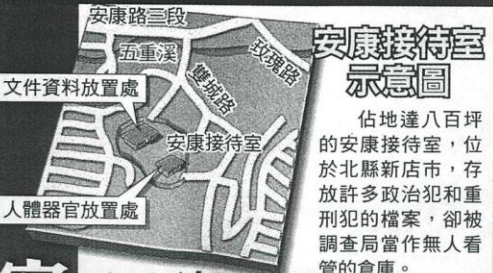 安康路三段
五重溪
玫瑰路
雙城路
文件資料放置處
安康接待室
人體器官放置處
安康接待室
示意圖
佔地達八百坪
的安康接待室，位
於北縣新店市，存
放許多政治犯和重
刑犯的檔案，卻被
調查局當作無人看
管的倉庫。